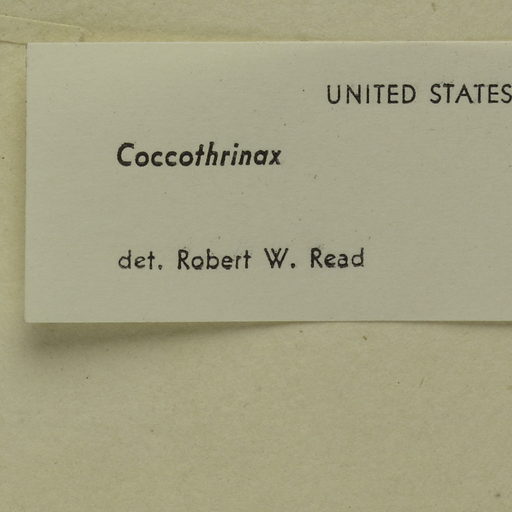 UNITED STATES
Coccothrinax
det. Robert W. Read